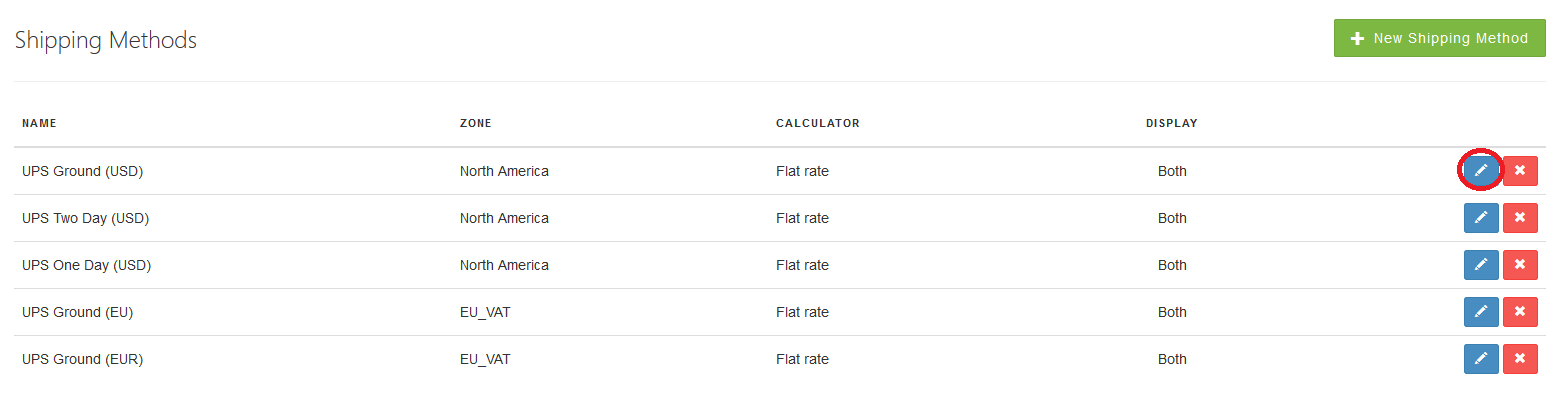 Shipping Methods
New Shipping Method
NAME ZONE CALCULATOR DISPLAY
UPS Ground (USD) North America Flat rate Both
UPS Two Day (USD) North America Flat rate Both
UPS One Day (USD) North America Flat rate Both
UPS Ground (EU) EU_VAT Flat rate Both
UPS Ground (EUR) EU_VAT Flat rate Both